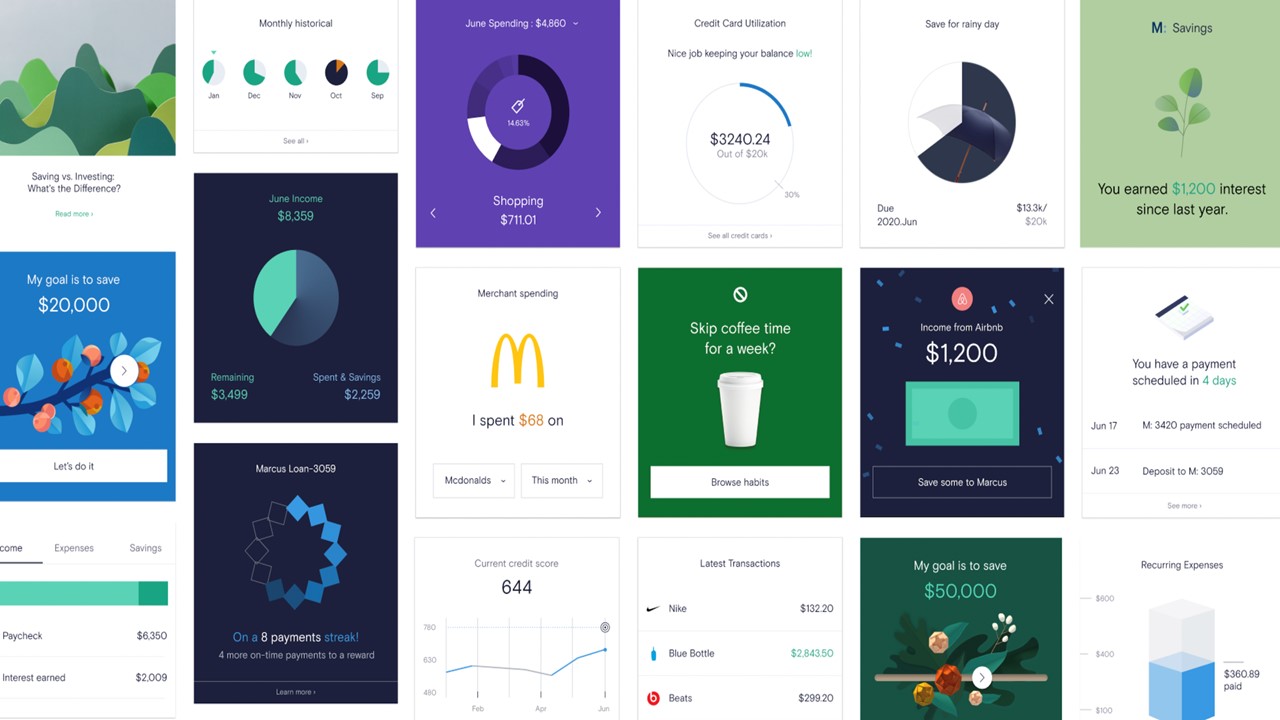 Saving vs. Investing:
What's the Difference?
Read more ›
My goal is to save
$20,000
Let's do it
come Expenses Savings
Paycheck $6,350
Interest earned $2,009
Monthly historical
Jan Dec Nov Oct Sep
See all ›
June Income
$8,359
Remaining Spent & Savings
$3,499 $2,259
Marcus Loan-3059
On a 8 payments streak!
4 more on-time payments to a reward
Learn more ›
June Spending : $4,860
14.63%
Shopping
$711.01
Merchant spending
I spent $68 on
Mcdonalds This month
Current credit score
644
780
630
480
Feb Apr Jun
Credit Card Utilization
Nice job keeping your balance low!
$3240.24
Out of $20k
30%
See all credit cards ›
Skip coffee time
for a week?
Browse habits
Latest Transactions
Nike $132.20
Blue Bottle $2,843.50
Beats $299.20
Save for rainy day
Due $13.3k/
2020.Jun $20k
Income from Airbnb
$1,200
Save some to Marcus
My goal is to save
$50,000
M: Savings
You earned $1,200 interest
since last year.
You have a payment
scheduled in 4 days
Jun 17 M: 3420 payment scheduled
Jun 23 Deposit to M: 3059
See more ›
Recurring Expenses
$800
$400
$360.89
paid
$100